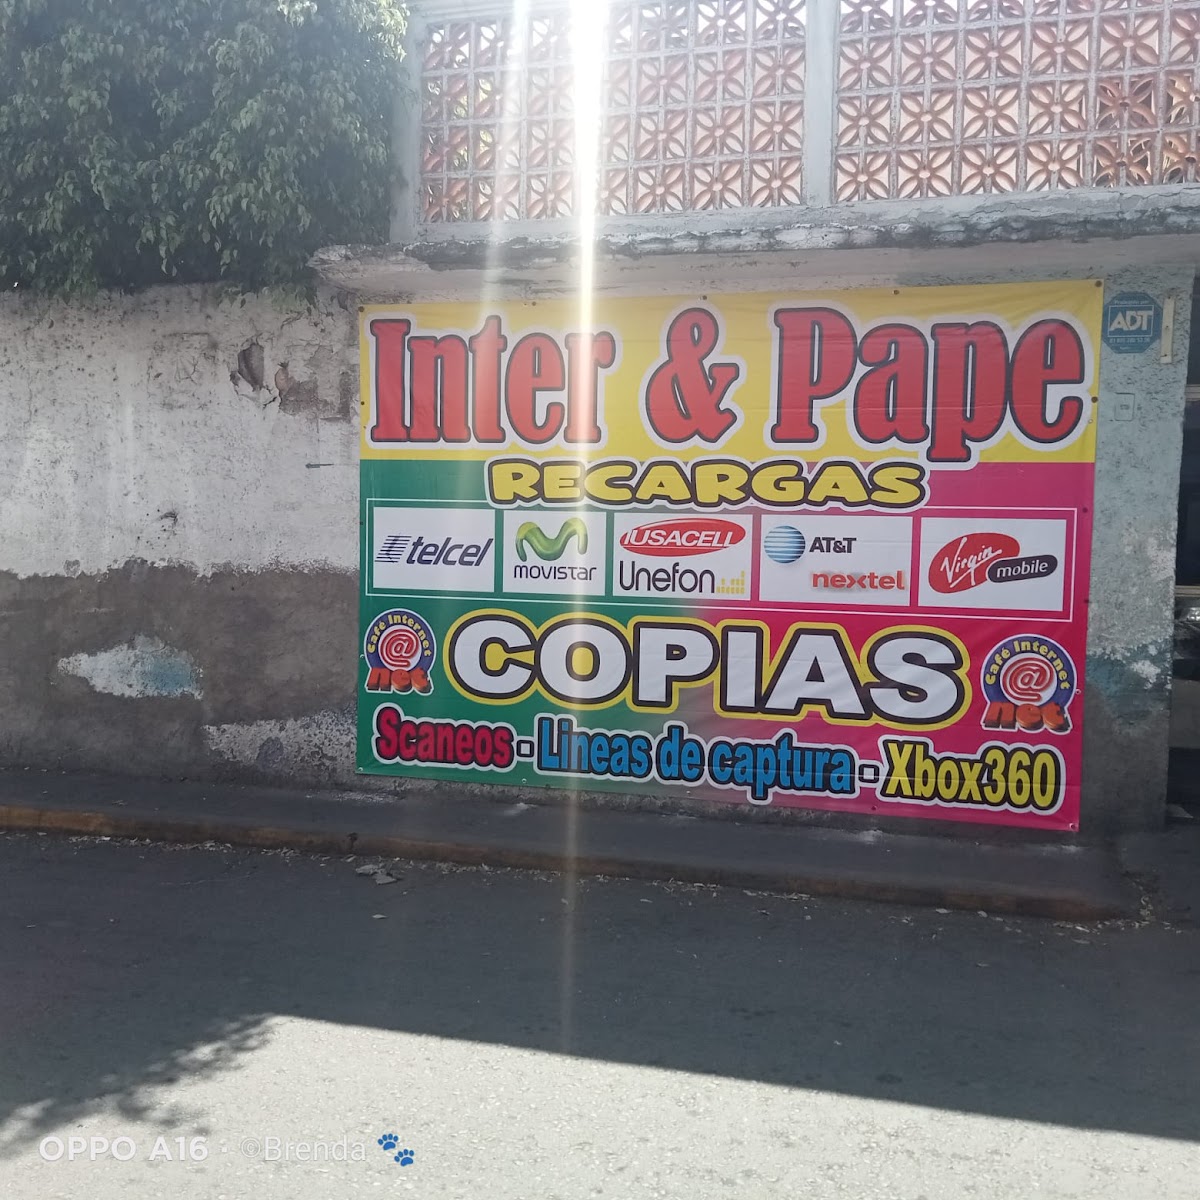 Inter & Pape
ADT
RECARGAS
telcel
movistar
IUSACELL
Unefon
AT&T
nextel
Virgin mobile
Café Internet
@
net
COPIAS
Café Internet
@
net
Scaneos - Lineas de captura - Xbox360
OPPO A16 · ©Brenda